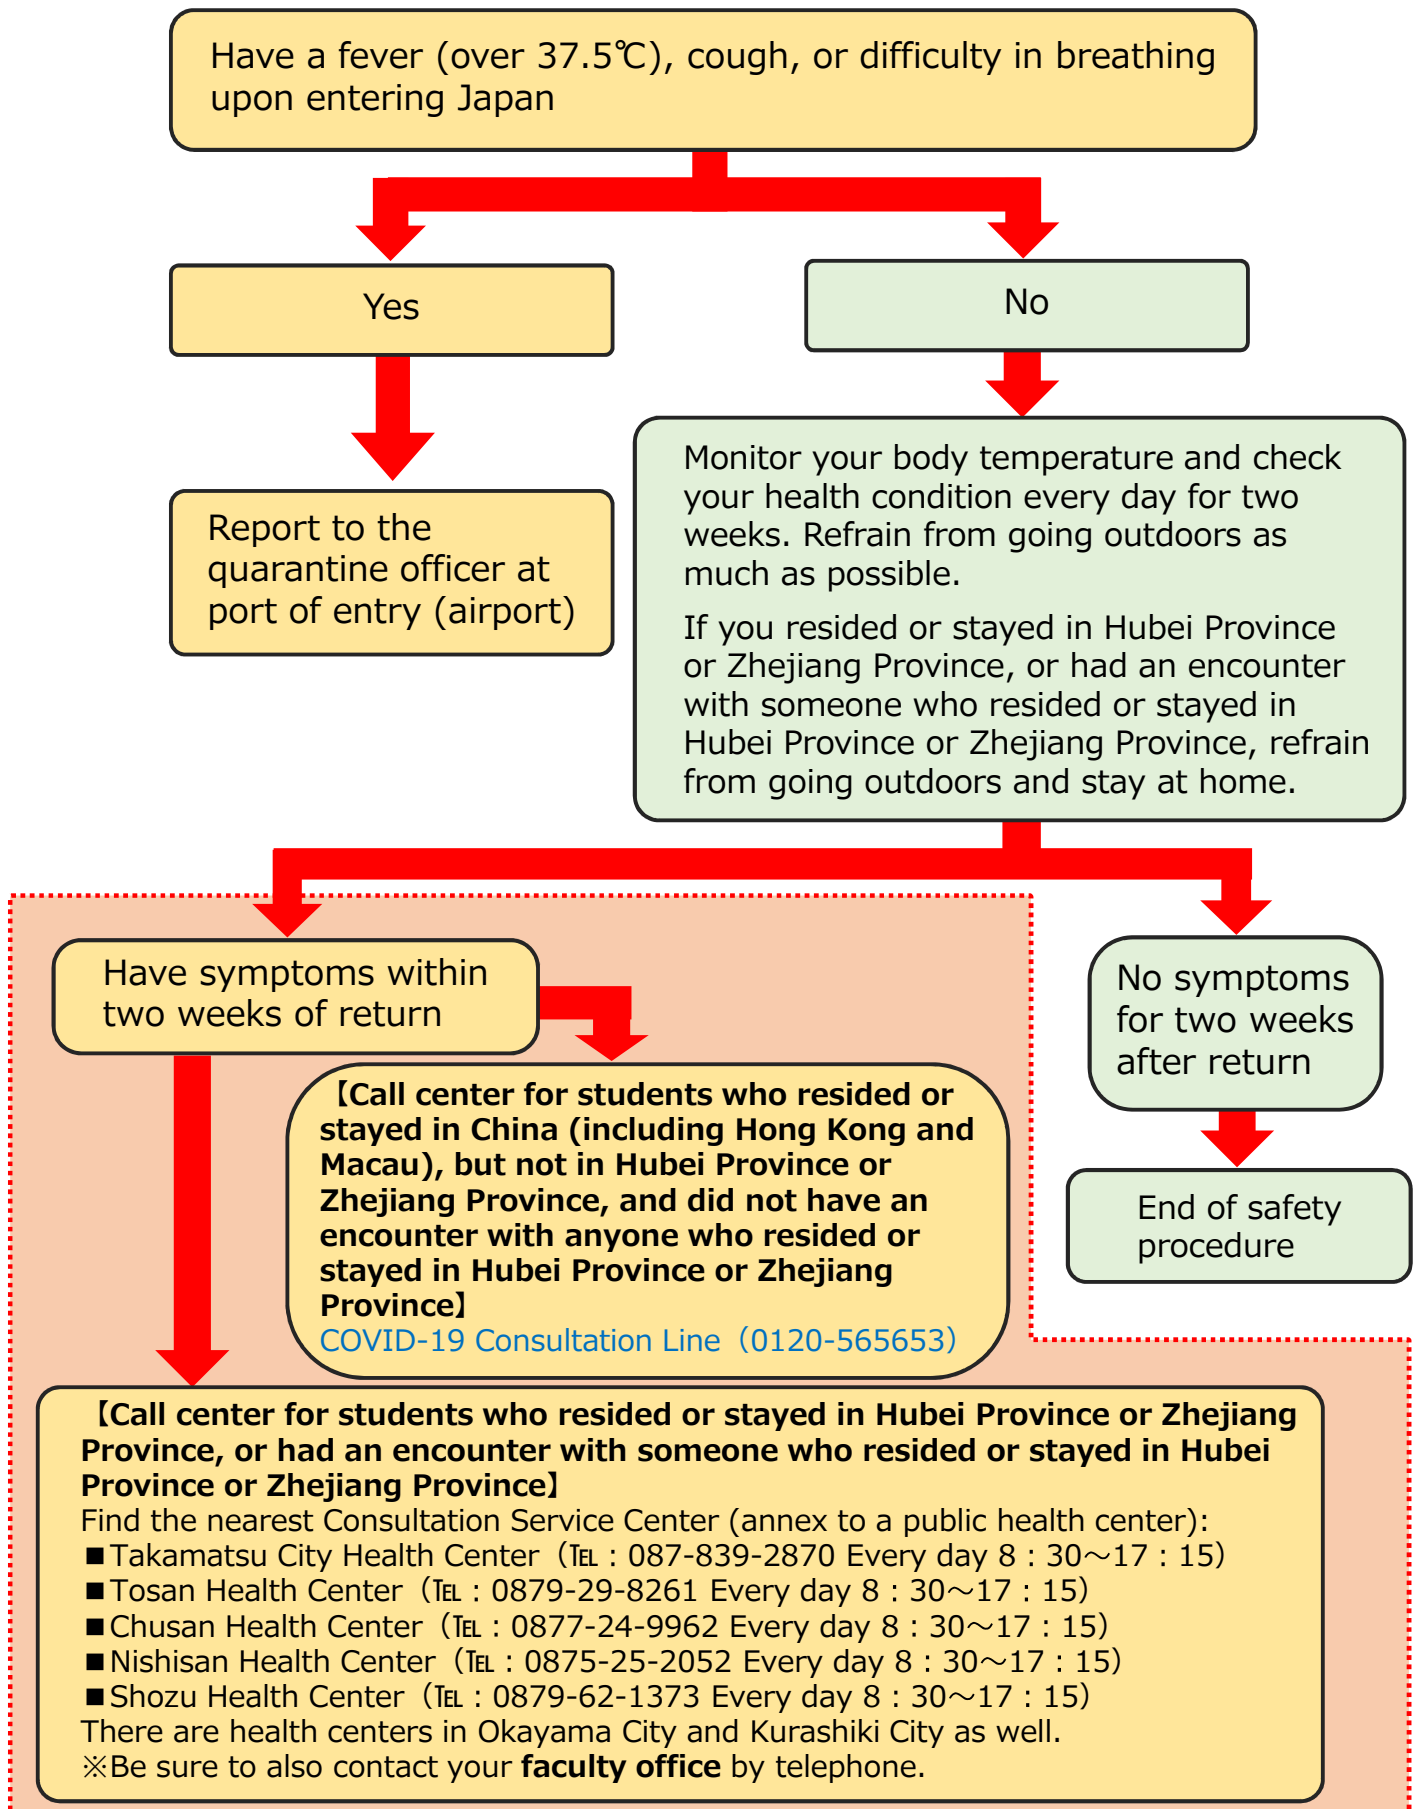 Have a fever (over 37.5℃), cough, or difficulty in breathing
upon entering Japan
Yes
No
Report to the
quarantine officer at
port of entry (airport)
Monitor your body temperature and check
your health condition every day for two
weeks. Refrain from going outdoors as
much as possible.
If you resided or stayed in Hubei Province
or Zhejiang Province, or had an encounter
with someone who resided or stayed in
Hubei Province or Zhejiang Province, refrain
from going outdoors and stay at home.
Have symptoms within
two weeks of return
No symptoms
for two weeks
after return
End of safety
procedure
【Call center for students who resided or
stayed in China (including Hong Kong and
Macau), but not in Hubei Province or
Zhejiang Province, and did not have an
encounter with anyone who resided or
stayed in Hubei Province or Zhejiang
Province】
COVID-19 Consultation Line（0120-565653）
【Call center for students who resided or stayed in Hubei Province or Zhejiang
Province, or had an encounter with someone who resided or stayed in Hubei
Province or Zhejiang Province】
Find the nearest Consultation Service Center (annex to a public health center):
■Takamatsu City Health Center（℡：087-839-2870 Every day 8：30～17：15）
■Tosan Health Center（℡：0879-29-8261 Every day 8：30～17：15）
■Chusan Health Center（℡：0877-24-9962 Every day 8：30～17：15）
■Nishisan Health Center（℡：0875-25-2052 Every day 8：30～17：15）
■Shozu Health Center（℡：0879-62-1373 Every day 8：30～17：15）
There are health centers in Okayama City and Kurashiki City as well.
※Be sure to also contact your faculty office by telephone.